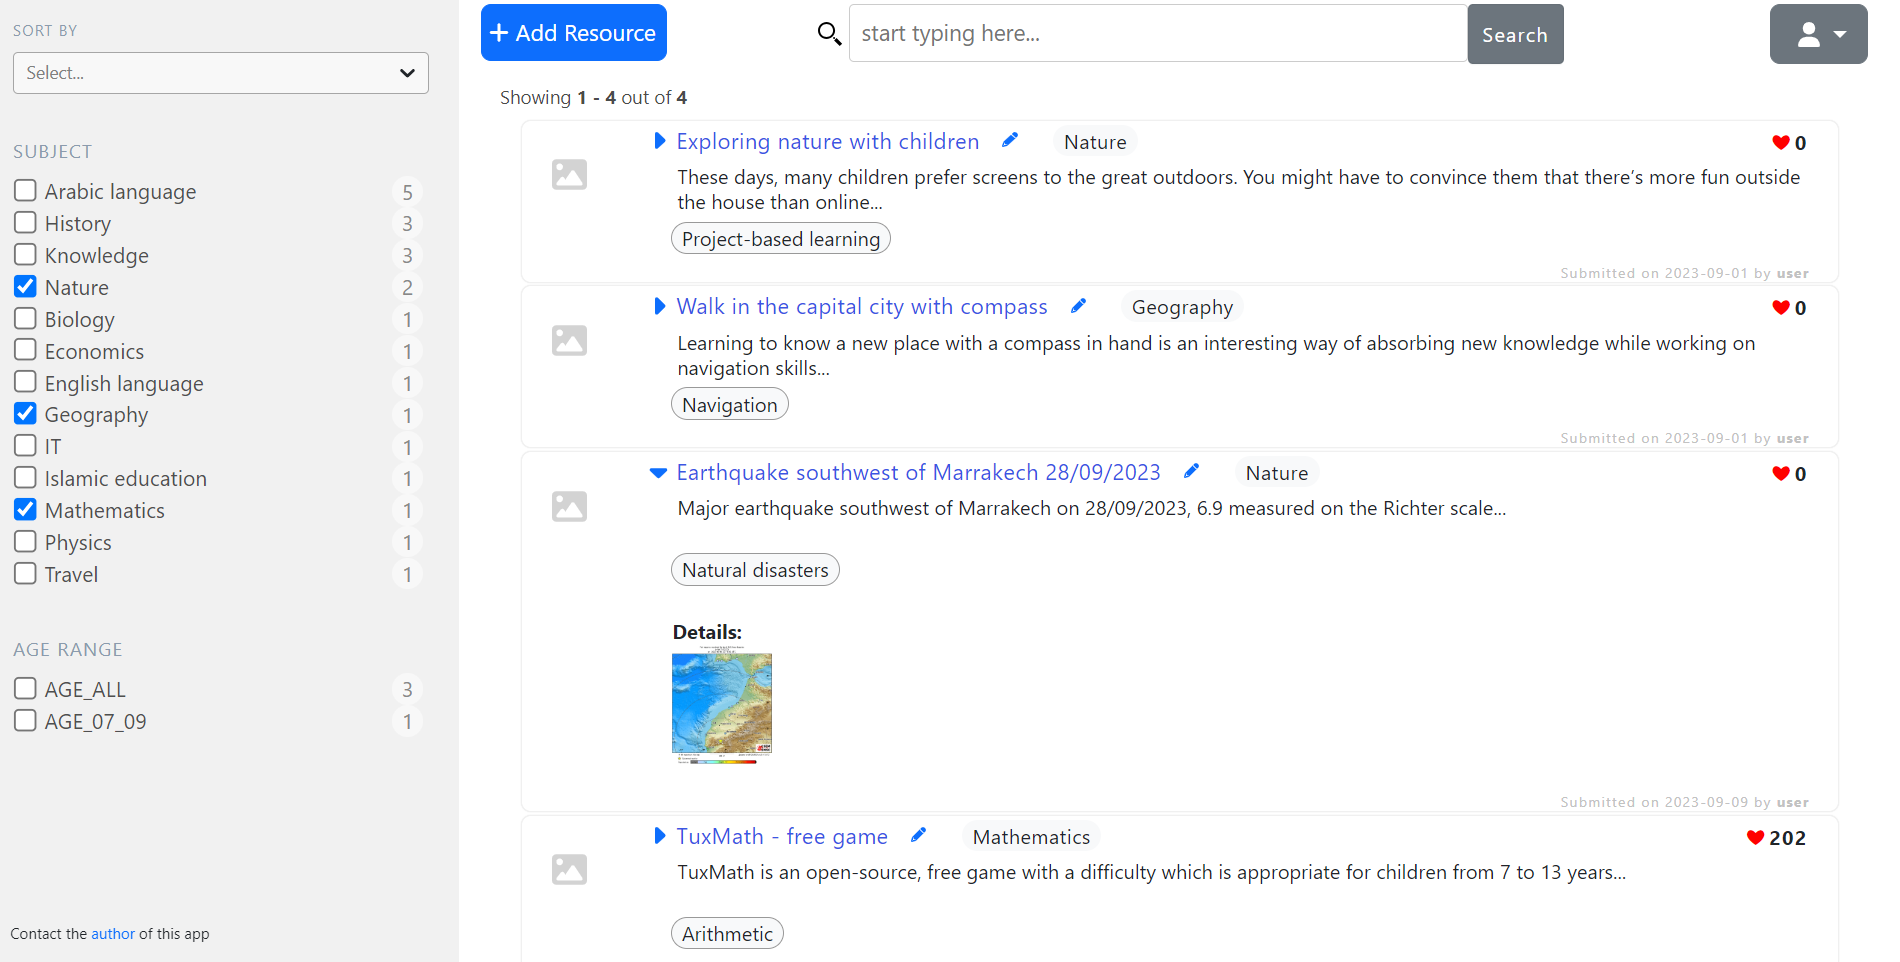 SORT BY
Select...
SUBJECT
Arabic language 5
History 3
Knowledge 3
Nature 2
Biology 1
Economics 1
English language 1
Geography 1
IT 1
Islamic education 1
Mathematics 1
Physics 1
Travel 1
AGE RANGE
AGE_ALL 3
AGE_07_09 1
Contact the author of this app
+ Add Resource
start typing here...
Search
Showing 1 - 4 out of 4
Exploring nature with children Nature 0
These days, many children prefer screens to the great outdoors. You might have to convince them that there’s more fun outside
the house than online...
Project-based learning
Submitted on 2023-09-01 by user
Walk in the capital city with compass Geography 0
Learning to know a new place with a compass in hand is an interesting way of absorbing new knowledge while working on
navigation skills...
Navigation
Submitted on 2023-09-01 by user
Earthquake southwest of Marrakech 28/09/2023 Nature 0
Major earthquake southwest of Marrakech on 28/09/2023, 6.9 measured on the Richter scale...
Natural disasters
Details:
Submitted on 2023-09-09 by user
TuxMath - free game Mathematics 202
TuxMath is an open-source, free game with a difficulty which is appropriate for children from 7 to 13 years...
Arithmetic